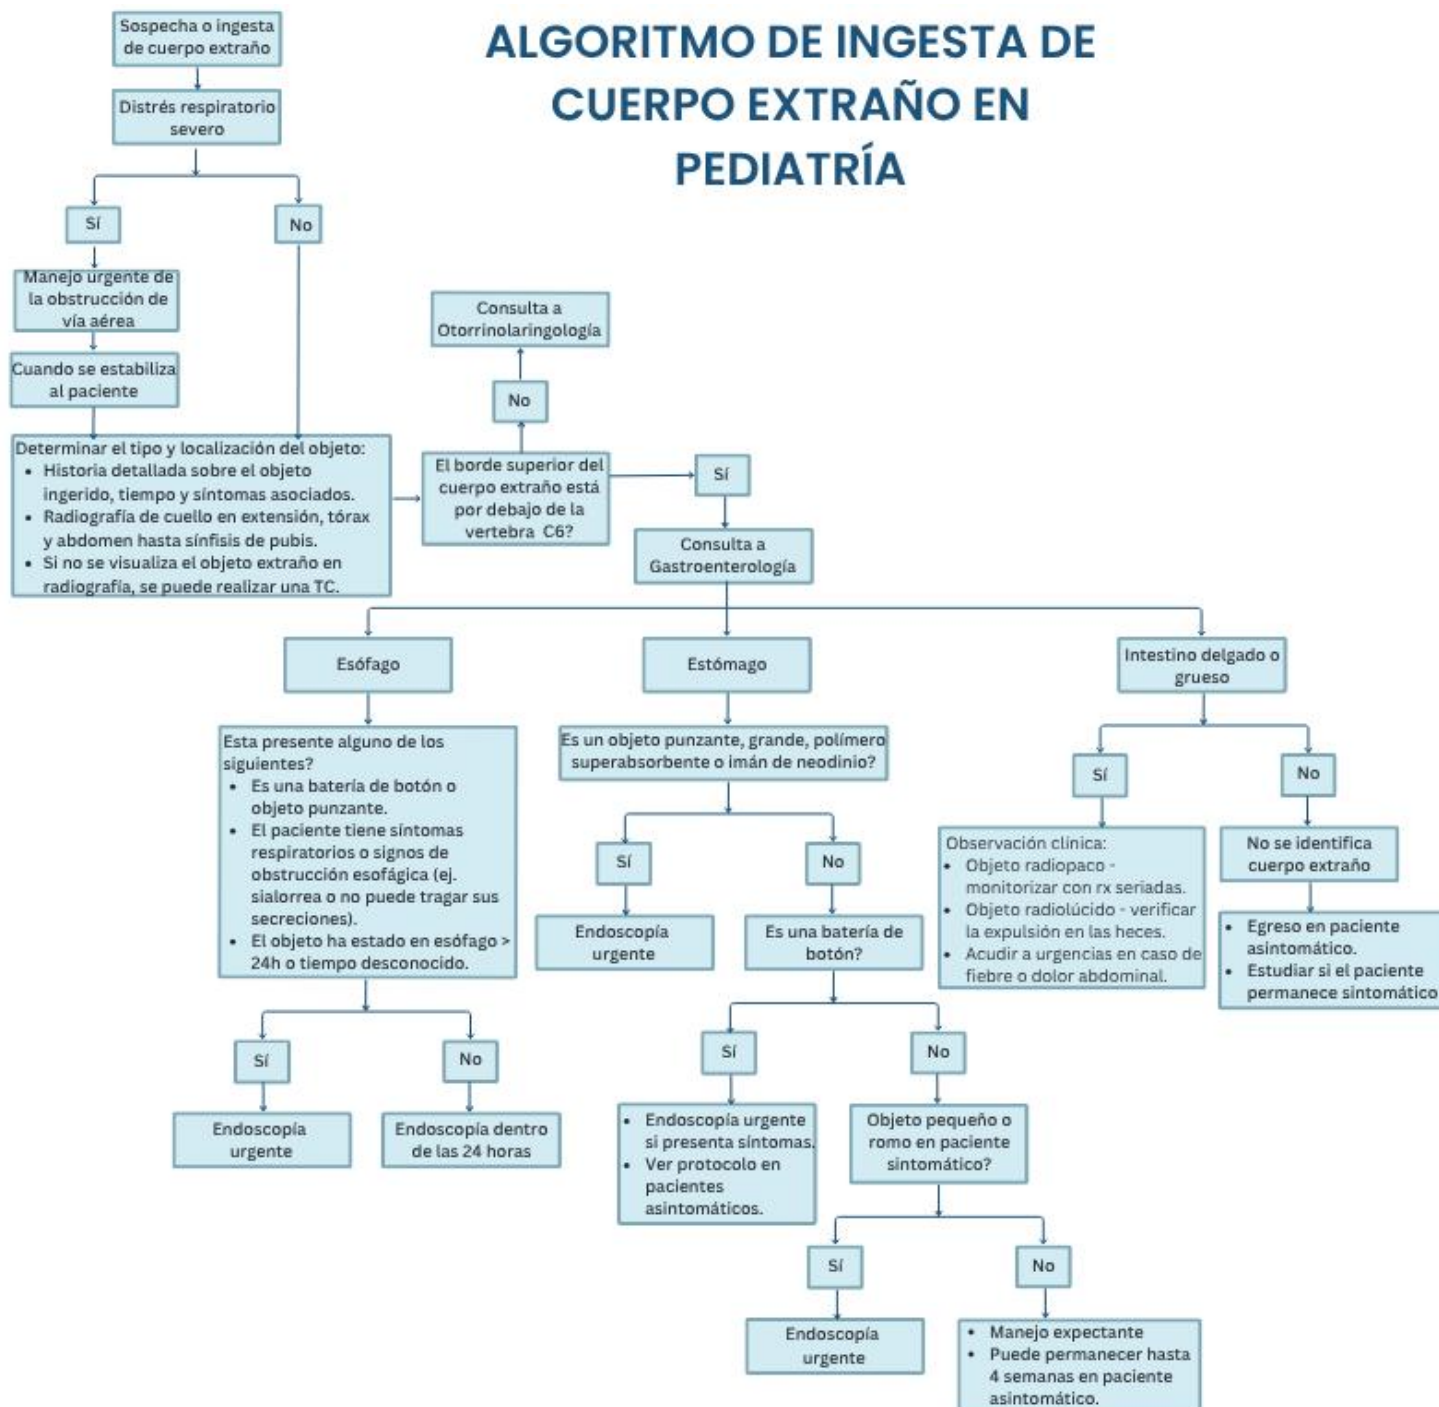 ALGORITMO DE INGESTA DE
CUERPO EXTRAÑO EN
PEDIATRÍA
Sospecha o ingesta
de cuerpo extraño
Distrés respiratorio
severo
Sí
No
Manejo urgente de
la obstrucción de
vía aérea
Cuando se estabiliza
al paciente
Determinar el tipo y localización del objeto:
• Historia detallada sobre el objeto
ingerido, tiempo y síntomas asociados.
• Radiografía de cuello en extensión, tórax
y abdomen hasta sínfisis de pubis.
• Si no se visualiza el objeto extraño en
radiografía, se puede realizar una TC.
Consulta a
Otorrinolaringología
No
El borde superior del
cuerpo extraño está
por debajo de la
vertebra C6?
Sí
Consulta a
Gastroenterología
Esófago
Estómago
Intestino delgado o
grueso
Esta presente alguno de los
siguientes?
• Es una batería de botón o
objeto punzante.
• El paciente tiene síntomas
respiratorios o signos de
obstrucción esofágica (ej.
sialorrea o no puede tragar sus
secreciones).
• El objeto ha estado en esófago >
24h o tiempo desconocido.
Sí
No
Endoscopía
urgente
Endoscopía dentro
de las 24 horas
Es un objeto punzante, grande, polímero
superabsorbente o imán de neodinio?
Sí
No
Endoscopía
urgente
Es una batería de
botón?
Sí
No
• Endoscopía urgente
si presenta síntomas.
• Ver protocolo en
pacientes
asintomáticos.
Objeto pequeño o
romo en paciente
sintomático?
Sí
No
Endoscopía
urgente
• Manejo expectante
• Puede permanecer hasta
4 semanas en paciente
asintomático.
Sí
No
Observación clínica:
• Objeto radiopaco -
monitorizar con rx seriadas.
• Objeto radiolúcido - verificar
la expulsión en las heces.
• Acudir a urgencias en caso de
fiebre o dolor abdominal.
No se identifica
cuerpo extraño
• Egreso en paciente
asintomático.
• Estudiar si el paciente
permanece sintomático